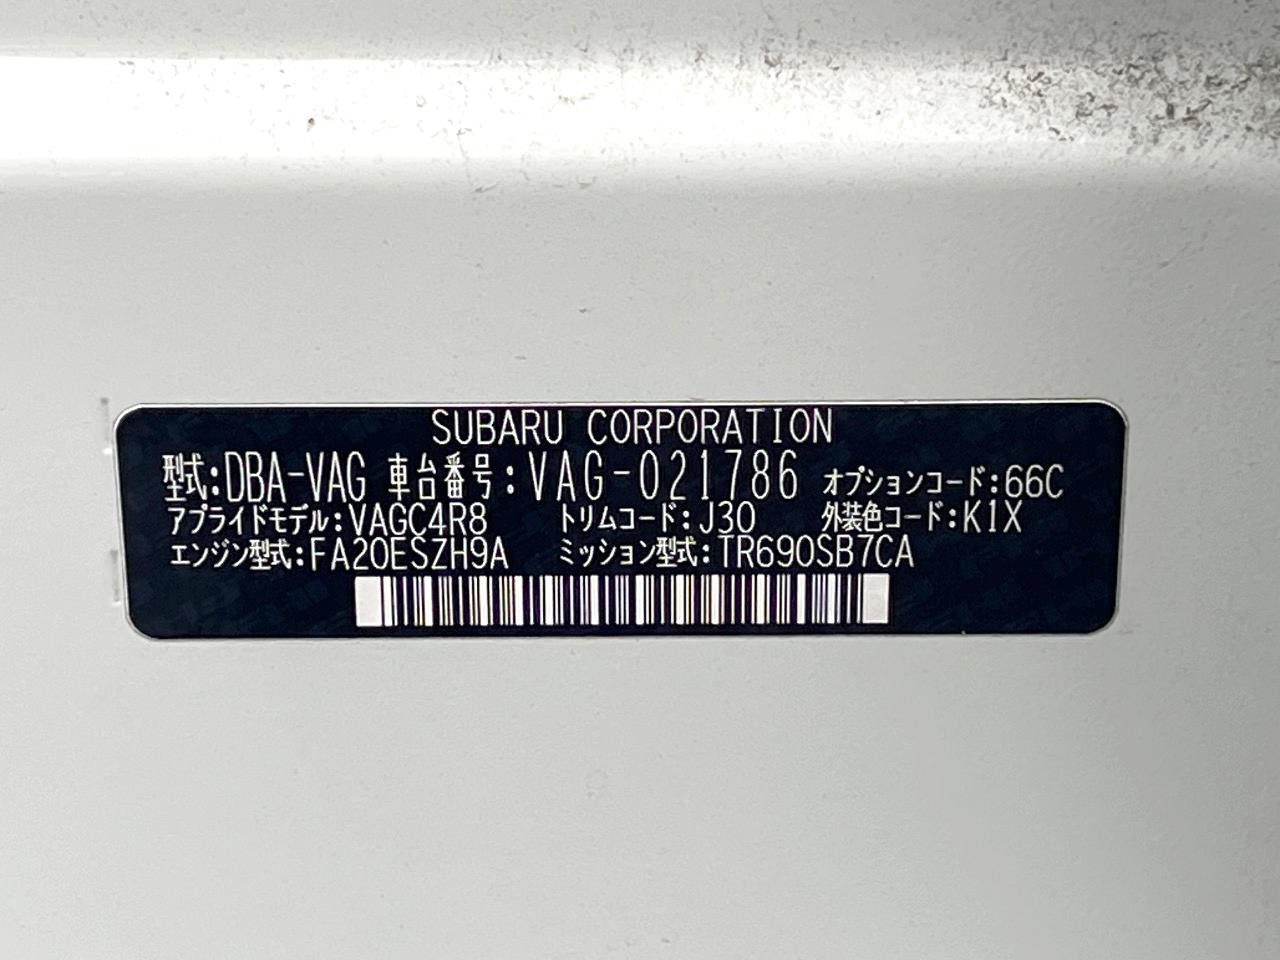 SUBARU CORPORATION
型式:DBA-VAG 車台番号:VAG-021786 オプションコード:66C
アプライドモデル:VAGC4R8 トリムコード:J30 外装色コード:K1X
エンジン型式:FA20ESZH9A ミッション型式:TR690SB7CA